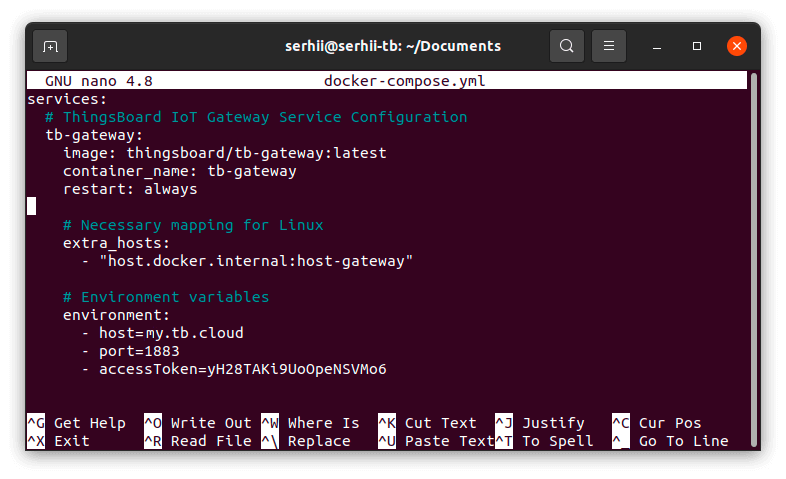 serhii@serhii-tb: ~/Documents
GNU nano 4.8 docker-compose.yml
services:
  # ThingsBoard IoT Gateway Service Configuration
  tb-gateway:
    image: thingsboard/tb-gateway:latest
    container_name: tb-gateway
    restart: always

    # Necessary mapping for Linux
    extra_hosts:
      - "host.docker.internal:host-gateway"

    # Environment variables
    environment:
      - host=my.tb.cloud
      - port=1883
      - accessToken=yH28TAKi9UoOpeNSVMo6

^G Get Help ^O Write Out ^W Where Is ^K Cut Text ^J Justify ^C Cur Pos
^X Exit ^R Read File ^\ Replace ^U Paste Text ^T To Spell ^_ Go To Line